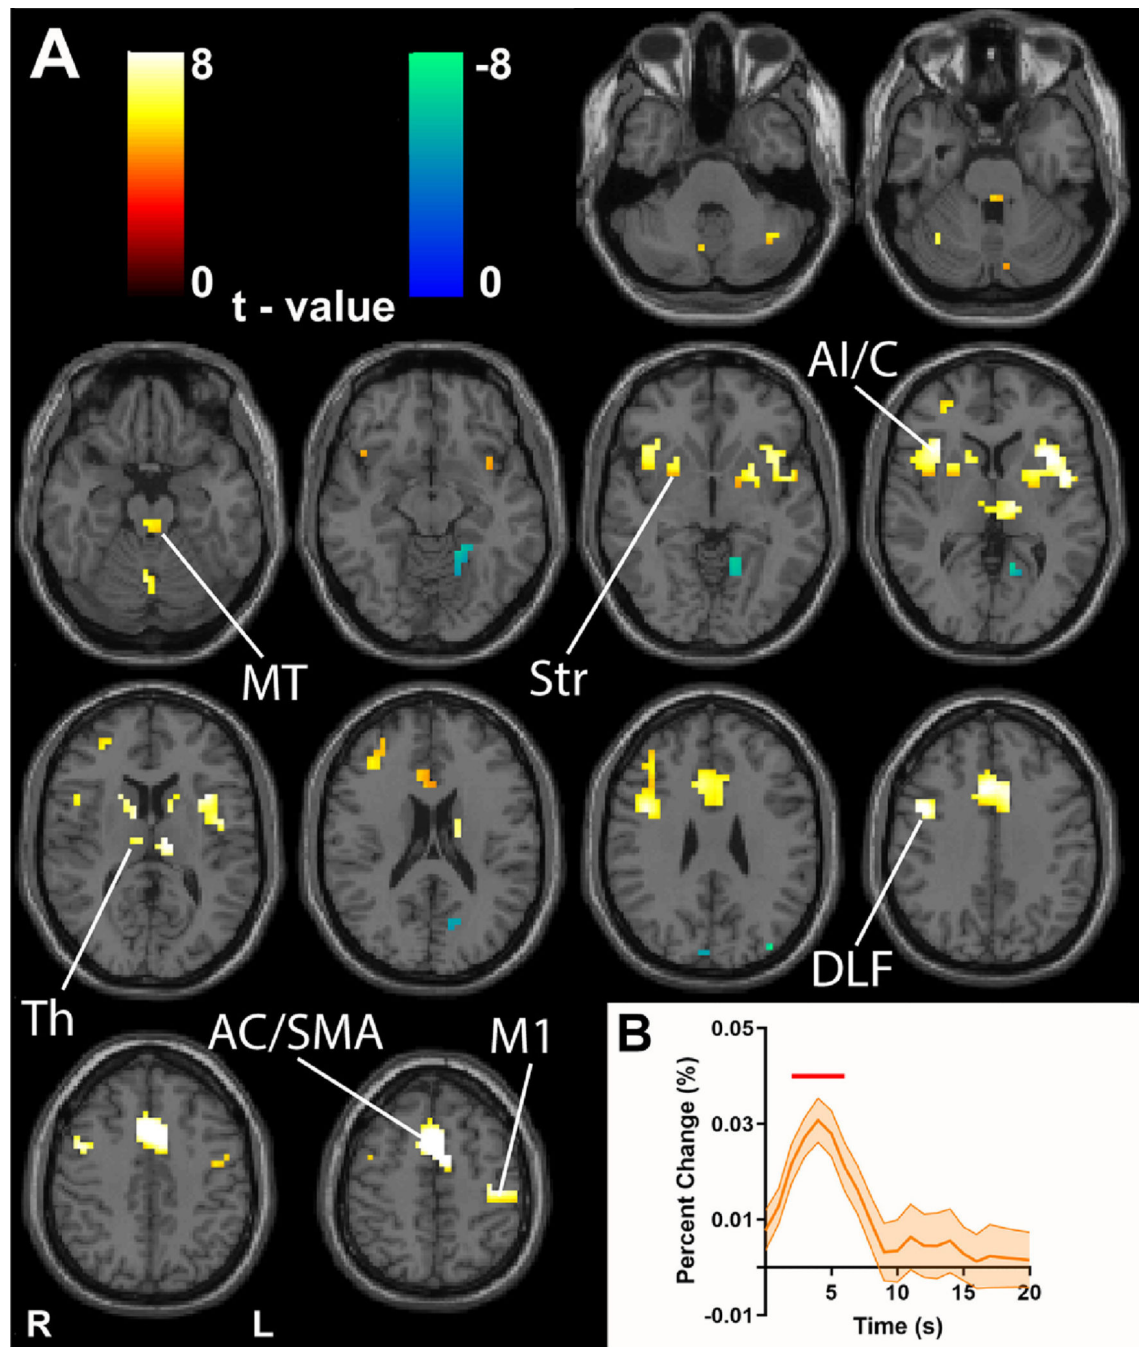 A
8
-8
0
0
t - value
AI/C
MT
Str
Th
DLF
AC/SMA
M1
R
L
B
Percent Change (%)
0.05
0.03
0.01
-0.01
5
10
15
20
Time (s)